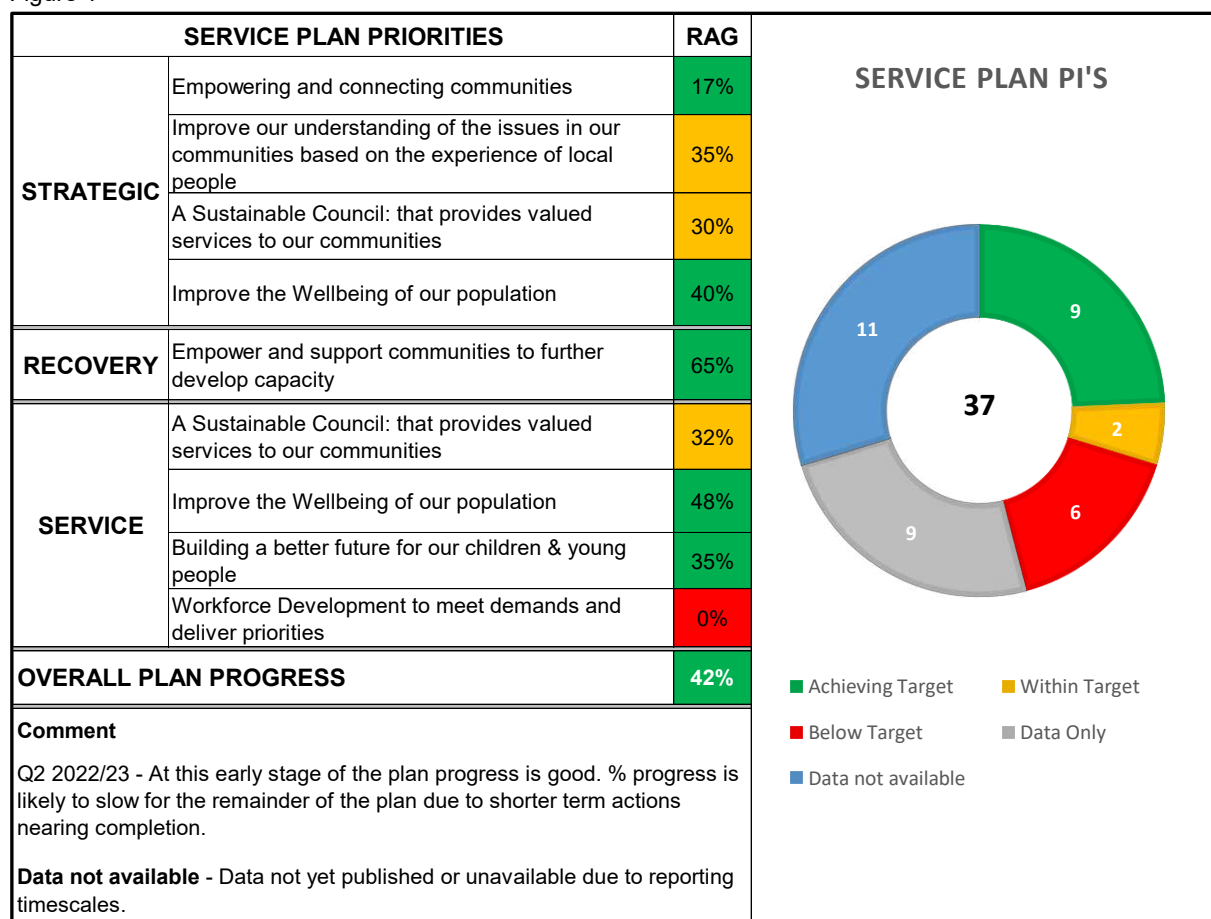 SERVICE PLAN PRIORITIES
RAG
STRATEGIC
Empowering and connecting communities
17%
Improve our understanding of the issues in our
communities based on the experience of local
people
35%
A Sustainable Council: that provides valued
services to our communities
30%
Improve the Wellbeing of our population
40%
RECOVERY
Empower and support communities to further
develop capacity
65%
SERVICE
A Sustainable Council: that provides valued
services to our communities
32%
Improve the Wellbeing of our population
48%
Building a better future for our children & young
people
35%
Workforce Development to meet demands and
deliver priorities
0%
OVERALL PLAN PROGRESS
42%
Comment
Q2 2022/23 - At this early stage of the plan progress is good. % progress is
likely to slow for the remainder of the plan due to shorter term actions
nearing completion.
Data not available - Data not yet published or unavailable due to reporting
timescales.
SERVICE PLAN PI'S
9
2
6
9
11
37
Achieving Target
Within Target
Below Target
Data Only
Data not available